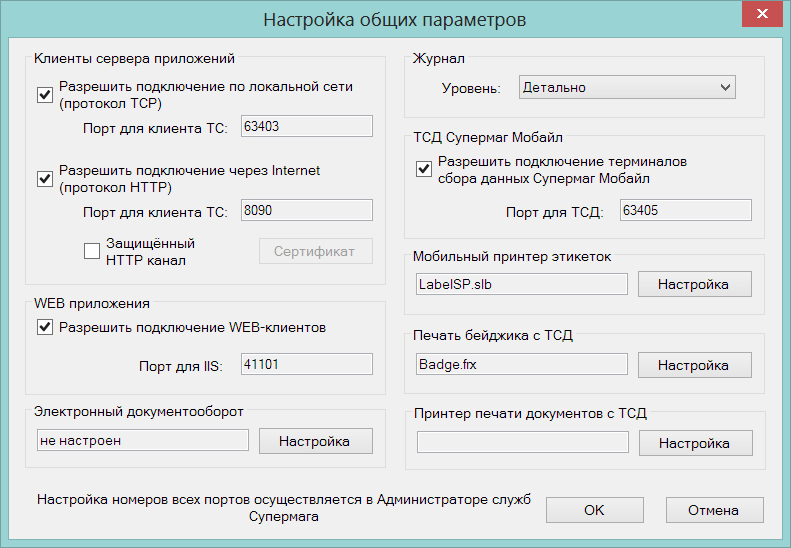 Настройка общих параметров
Клиенты сервера приложений
Разрешить подключение по локальной сети
(протокол TCP)
Порт для клиента ТС: 63403
Разрешить подключение через Internet
(протокол HTTP)
Порт для клиента ТС: 8090
Защищённый
HTTP канал
Сертификат
WEB приложения
Разрешить подключение WEB-клиентов
Порт для IIS: 41101
Электронный документооборот
не настроен
Настройка
Журнал
Уровень: Детально
ТСД Супермаг Мобайл
Разрешить подключение терминалов
сбора данных Супермаг Мобайл
Порт для ТСД: 63405
Мобильный принтер этикеток
LabelSP.slb
Настройка
Печать бейджика с ТСД
Badge.frx
Настройка
Принтер печати документов с ТСД
Настройка
Настройка номеров всех портов осуществляется в Администраторе служб
Супермага
OK
Отмена